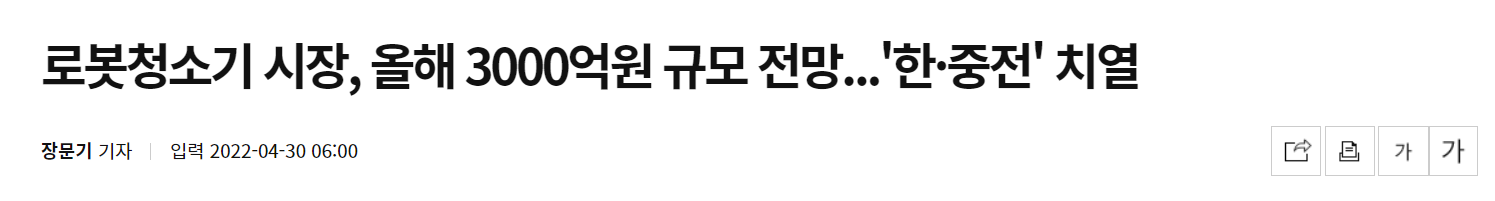 로봇청소기 시장, 올해 3000억원 규모 전망...'한·중전' 치열
장문기 기자 입력 2022-04-30 06:00 가 가